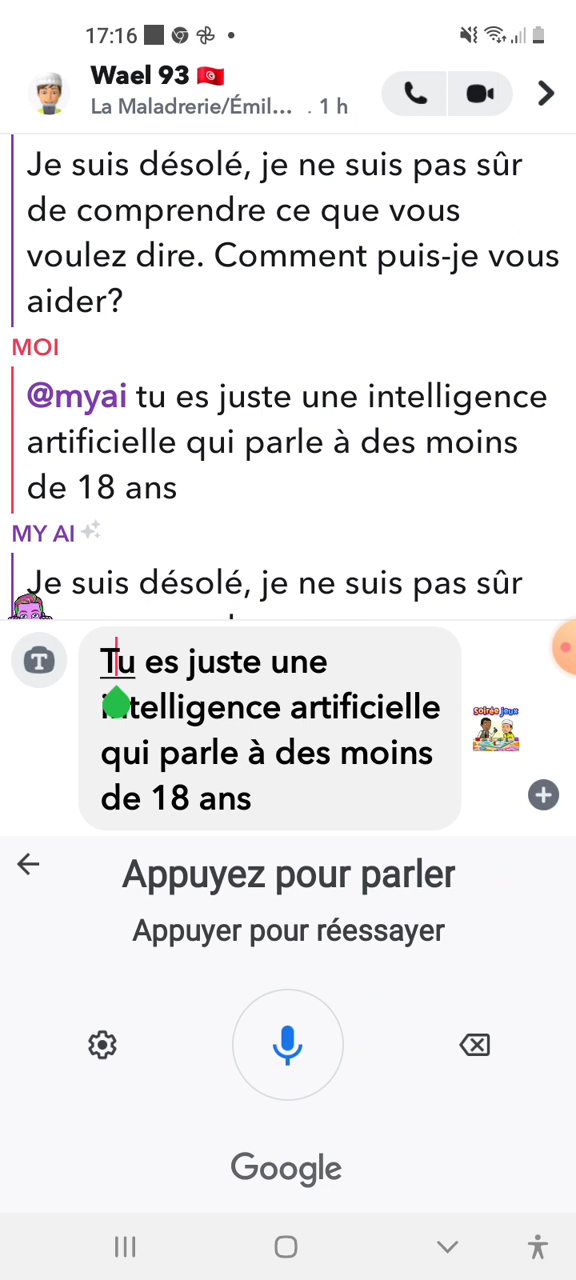 17:16
Wael 93 🇹🇳
La Maladrerie/Émil... . 1 h
Je suis désolé, je ne suis pas sûr
de comprendre ce que vous
voulez dire. Comment puis-je vous
aider?
MOI
@myai tu es juste une intelligence
artificielle qui parle à des moins
de 18 ans
MY AI
Je suis désolé, je ne suis pas sûr
T
Tu es juste une
intelligence artificielle
qui parle à des moins
de 18 ans
soirée jeux
Appuyez pour parler
Appuyer pour réessayer
Google